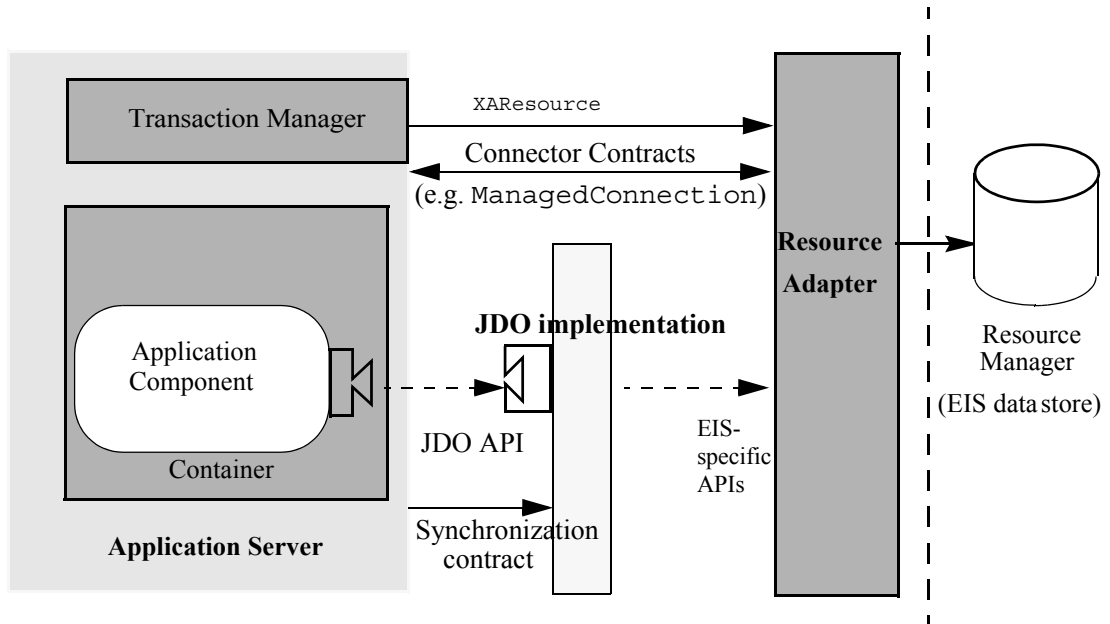 Transaction Manager
XAResource
Connector Contracts
(e.g. ManagedConnection)
Resource
Adapter
JDO implementation
Application
Component
Container
JDO API
EIS-
specific
APIs
Synchronization
contract
Application Server
Resource
Manager
(EIS data store)